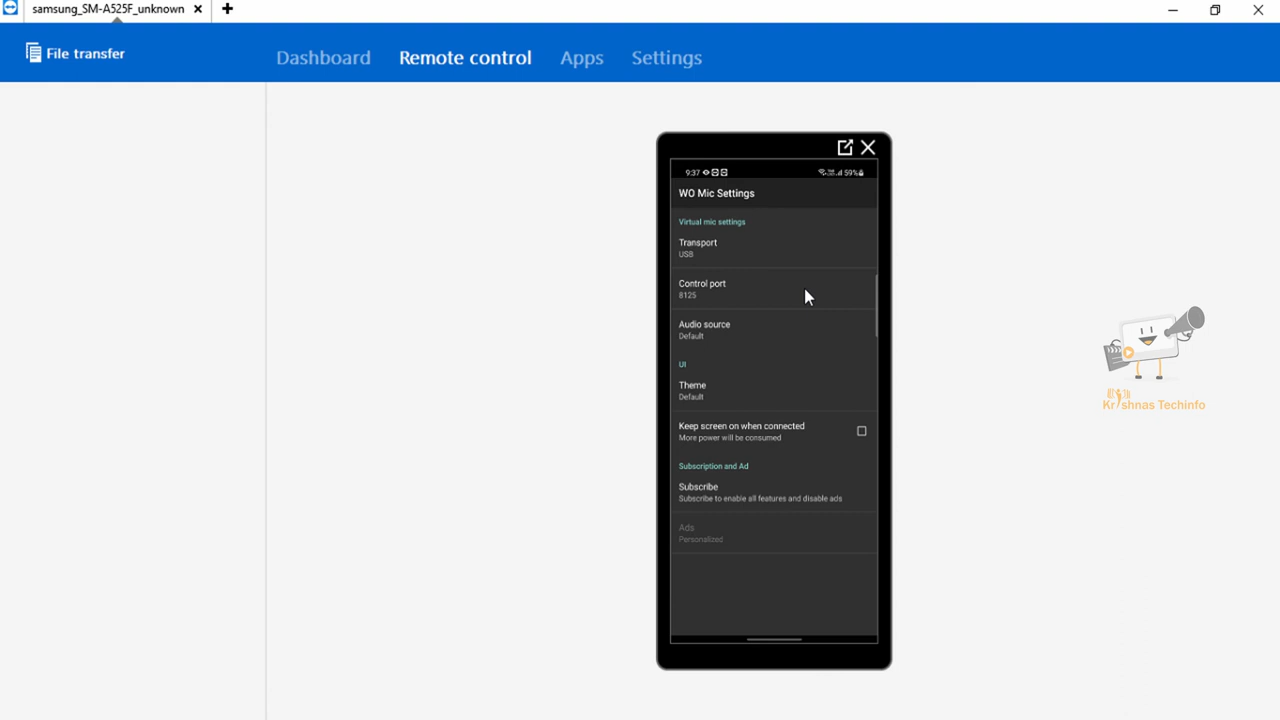 samsung_SM-A525F_unknown
File transfer
Dashboard Remote control Apps Settings
9:37 59%
WO Mic Settings
Virtual mic settings
Transport
USB
Control port
8125
Audio source
Default
UI
Theme
Default
Keep screen on when connected
More power will be consumed
Subscription and Ad
Subscribe
Subscribe to enable all features and disable ads
Ads
Personalized
Krishnas Techinfo